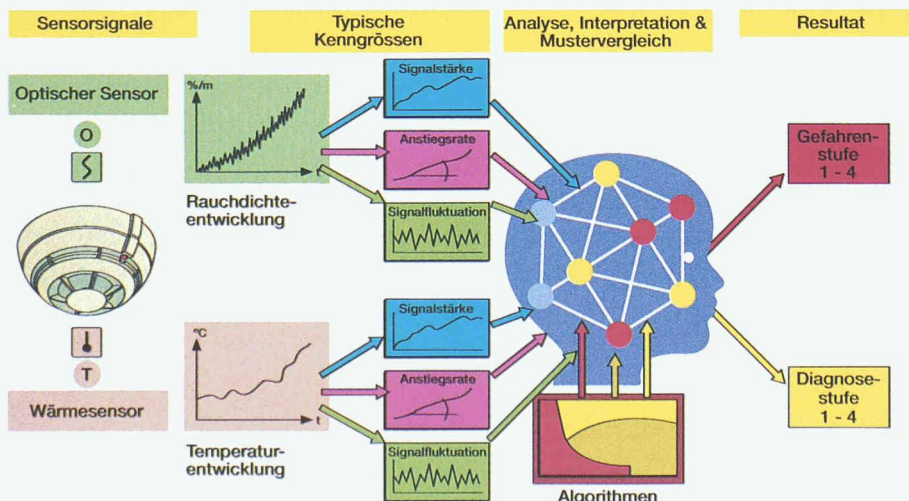 Sensorsignale
Typische
Kenngrössen
Analyse, Interpretation &
Mustervergleich
Resultat
Optischer Sensor
O
%/m
t
Rauchdichte-
entwicklung
Signalstärke
Anstiegsrate
Signalfluktuation
Gefahren-
stufe
1 - 4
T
Wärmesensor
°C
t
Temperatur-
entwicklung
Signalstärke
Anstiegsrate
Signalfluktuation
Diagnose-
stufe
1 - 4
Algorithmen